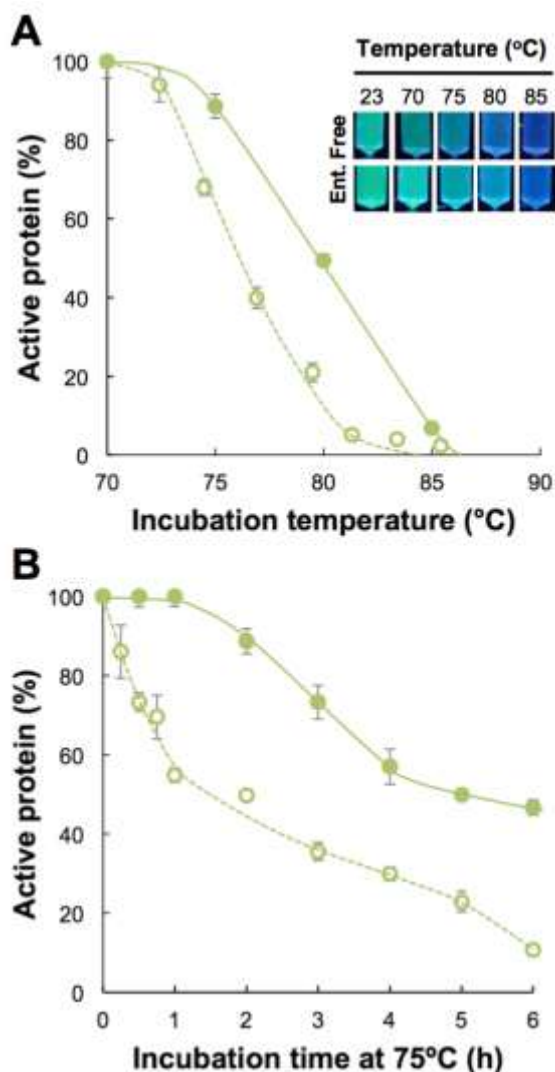 A
Temperature (ºC)
23 70 75 80 85
Free
Ent.
Active protein (%)
100
80
60
40
20
0
70 75 80 85 90
Incubation temperature (°C)
B
Active protein (%)
100
80
60
40
20
0
0 1 2 3 4 5 6
Incubation time at 75ºC (h)